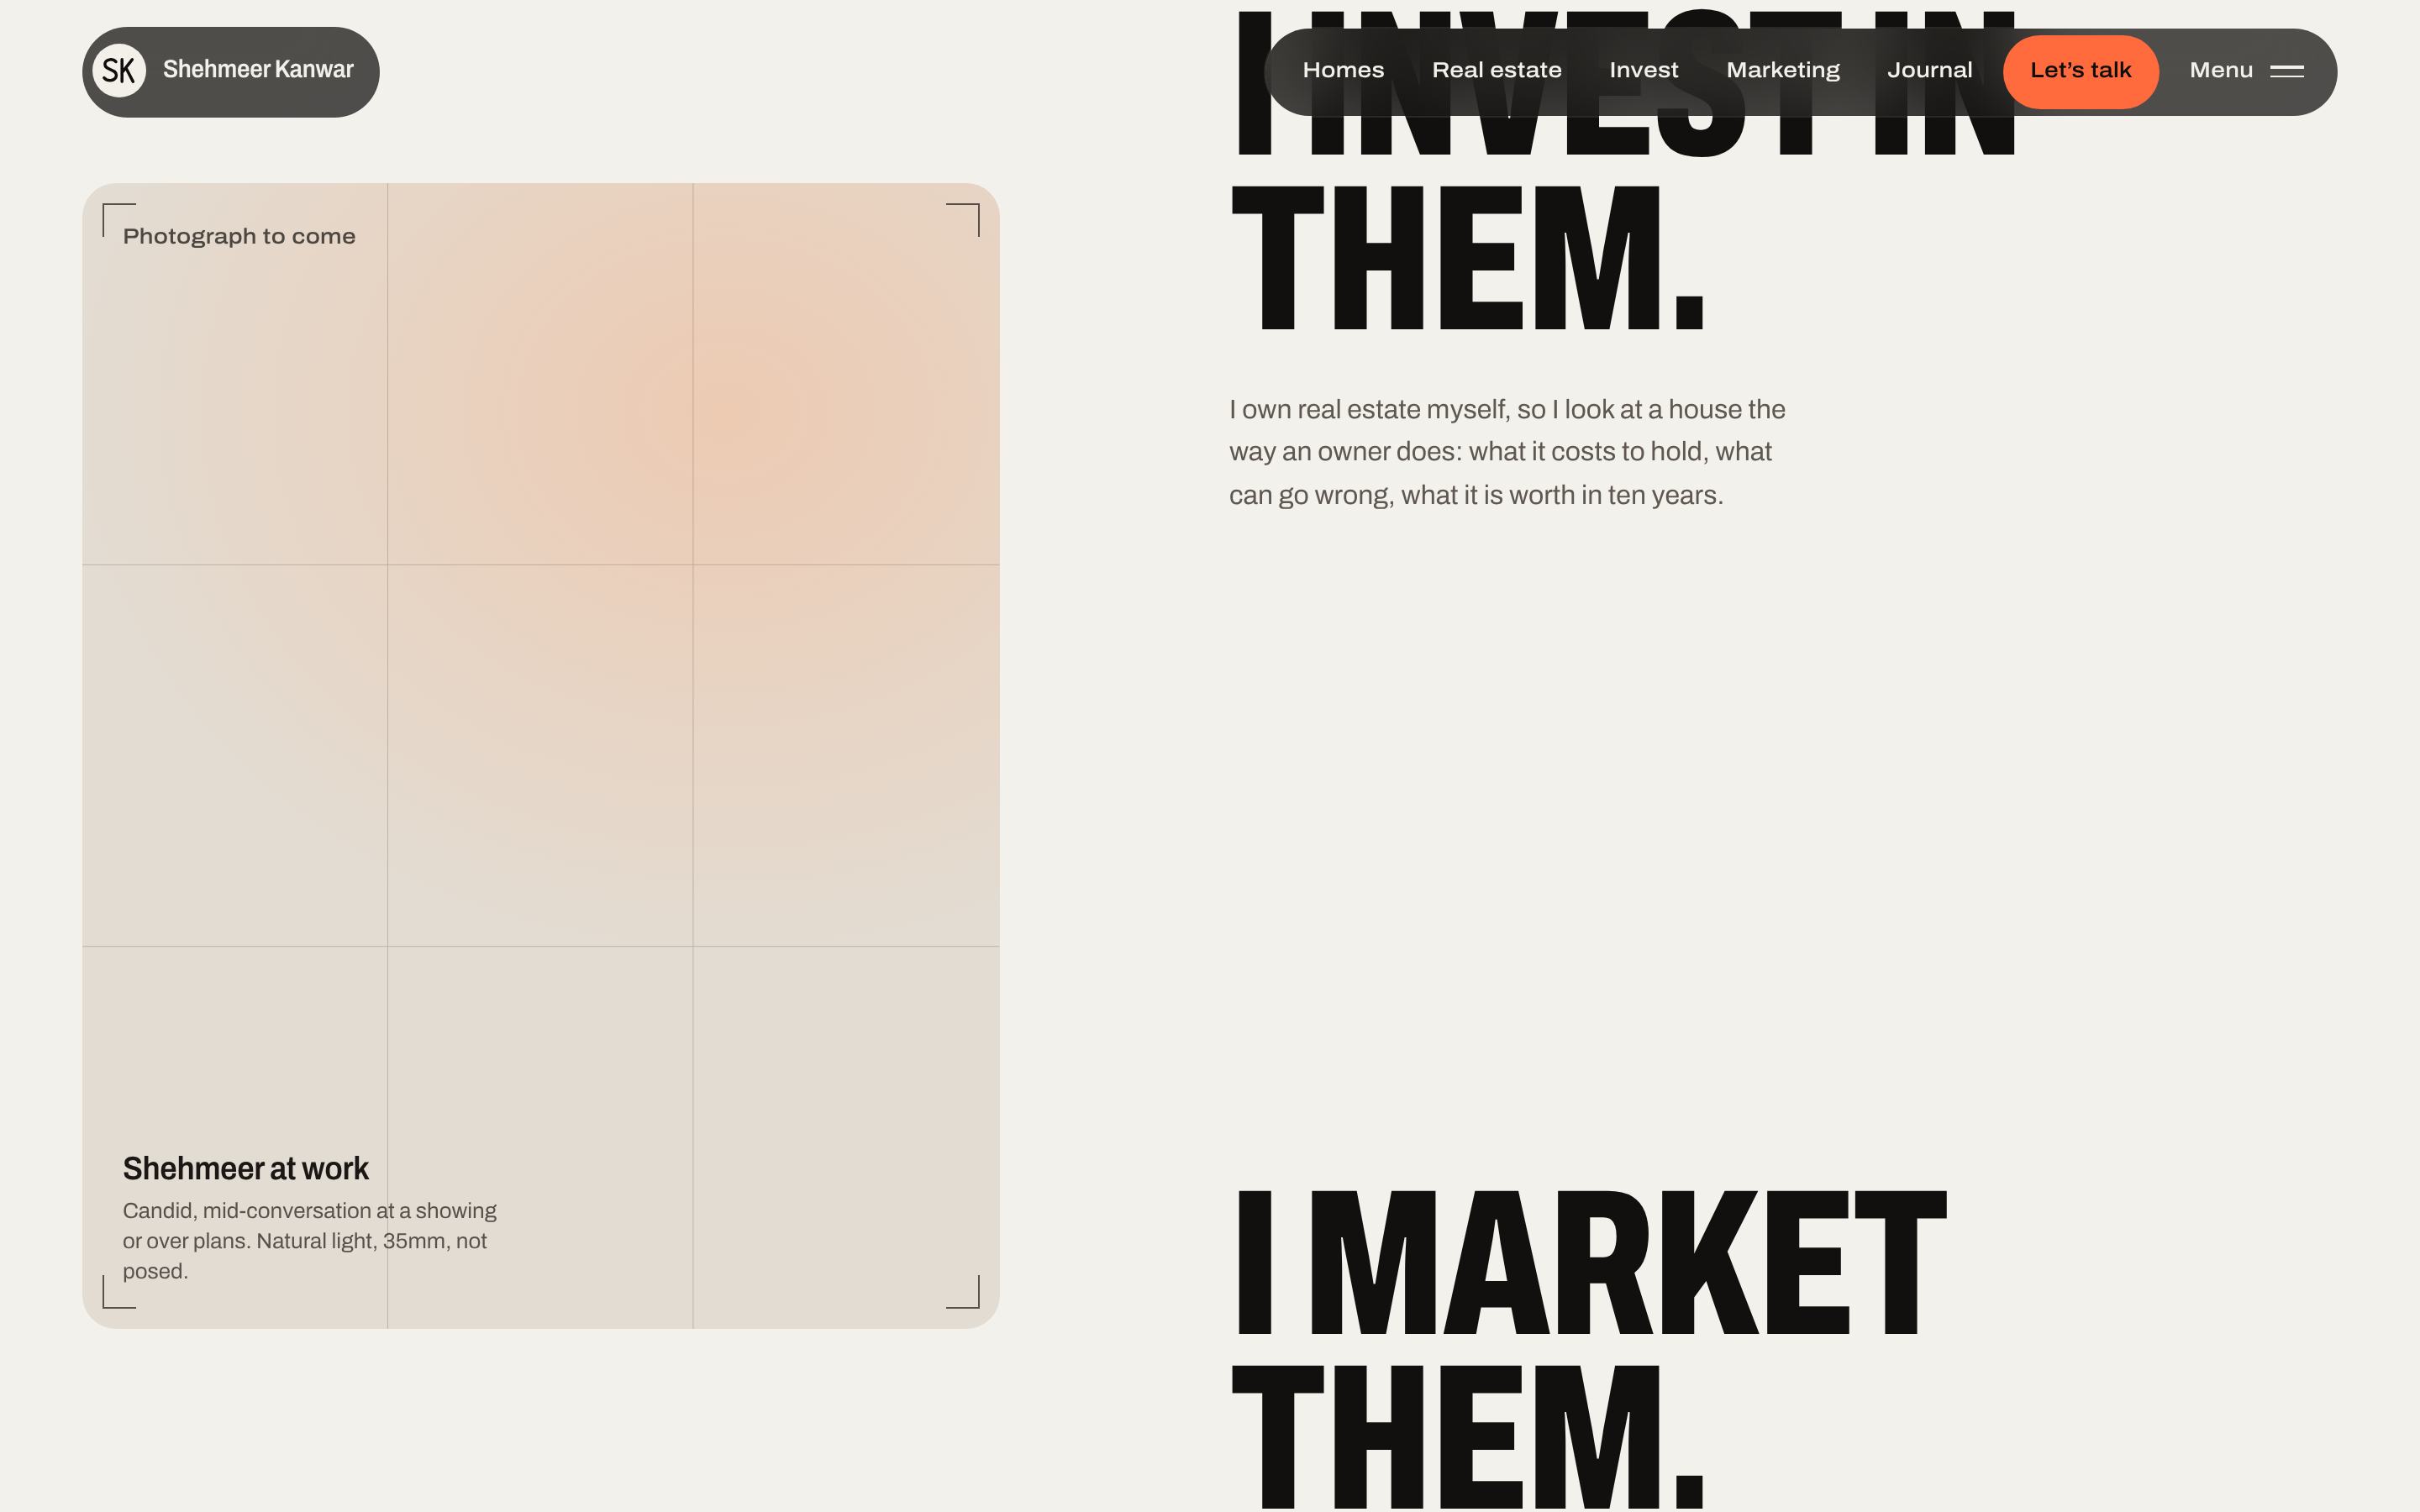 SK
Shehmeer Kanwar
Homes
Real estate
Invest
Marketing
Journal
Let’s talk
Menu
I INVEST IN
THEM.
I own real estate myself, so I look at a house the
way an owner does: what it costs to hold, what
can go wrong, what it is worth in ten years.
Photograph to come
Shehmeer at work
Candid, mid-conversation at a showing
or over plans. Natural light, 35mm, not
posed.
I MARKET
THEM.